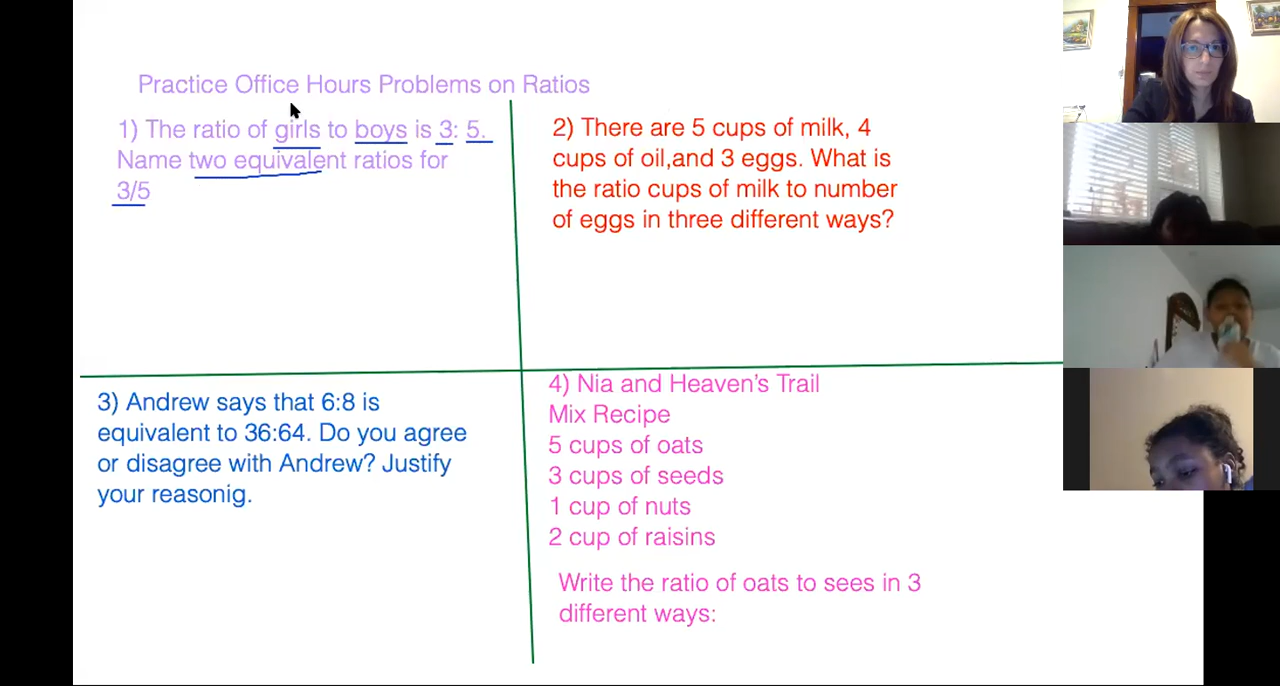 Practice Office Hours Problems on Ratios
1) The ratio of girls to boys is 3: 5.
Name two equivalent ratios for
3/5
2) There are 5 cups of milk, 4
cups of oil,and 3 eggs. What is
the ratio cups of milk to number
of eggs in three different ways?
3) Andrew says that 6:8 is
equivalent to 36:64. Do you agree
or disagree with Andrew? Justify
your reasonig.
4) Nia and Heaven's Trail
Mix Recipe
5 cups of oats
3 cups of seeds
1 cup of nuts
2 cup of raisins
Write the ratio of oats to sees in 3
different ways: